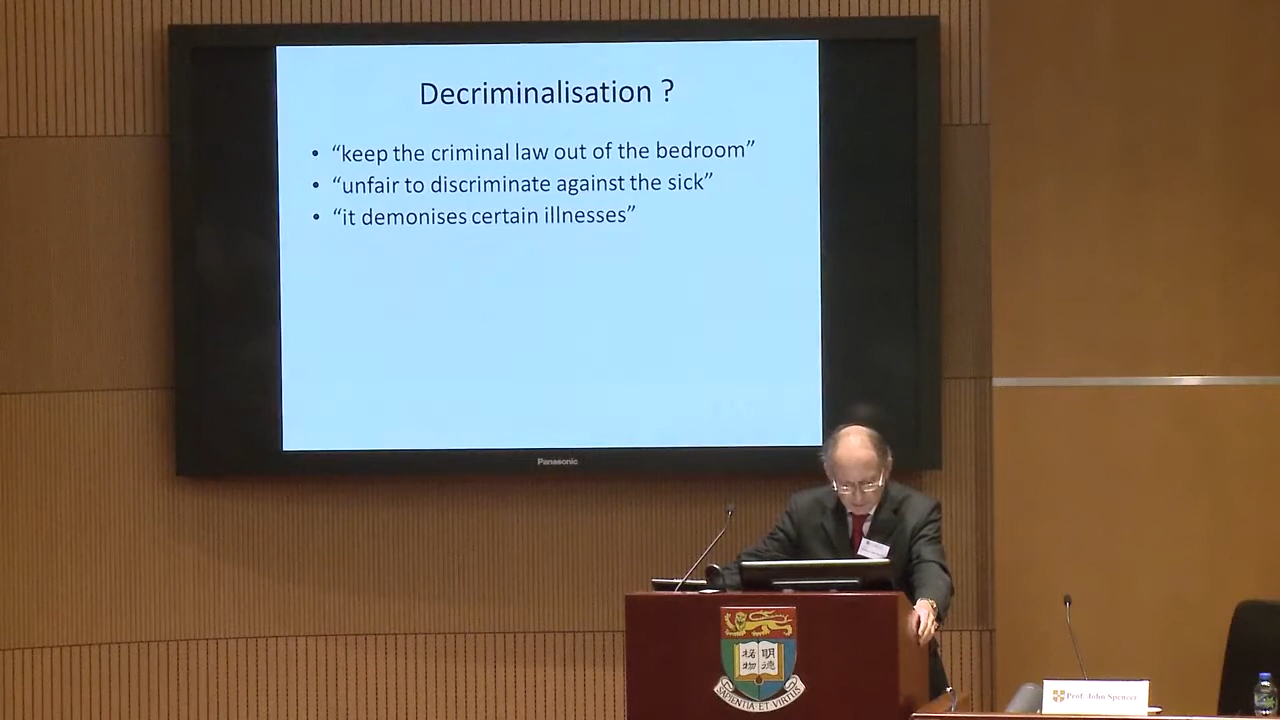 Decriminalisation ?
• “keep the criminal law out of the bedroom”
• “unfair to discriminate against the sick”
• “it demonises certain illnesses”
Panasonic
明德
格物
SAPIENTIA·ET·VIRTUS
Prof. John Spencer